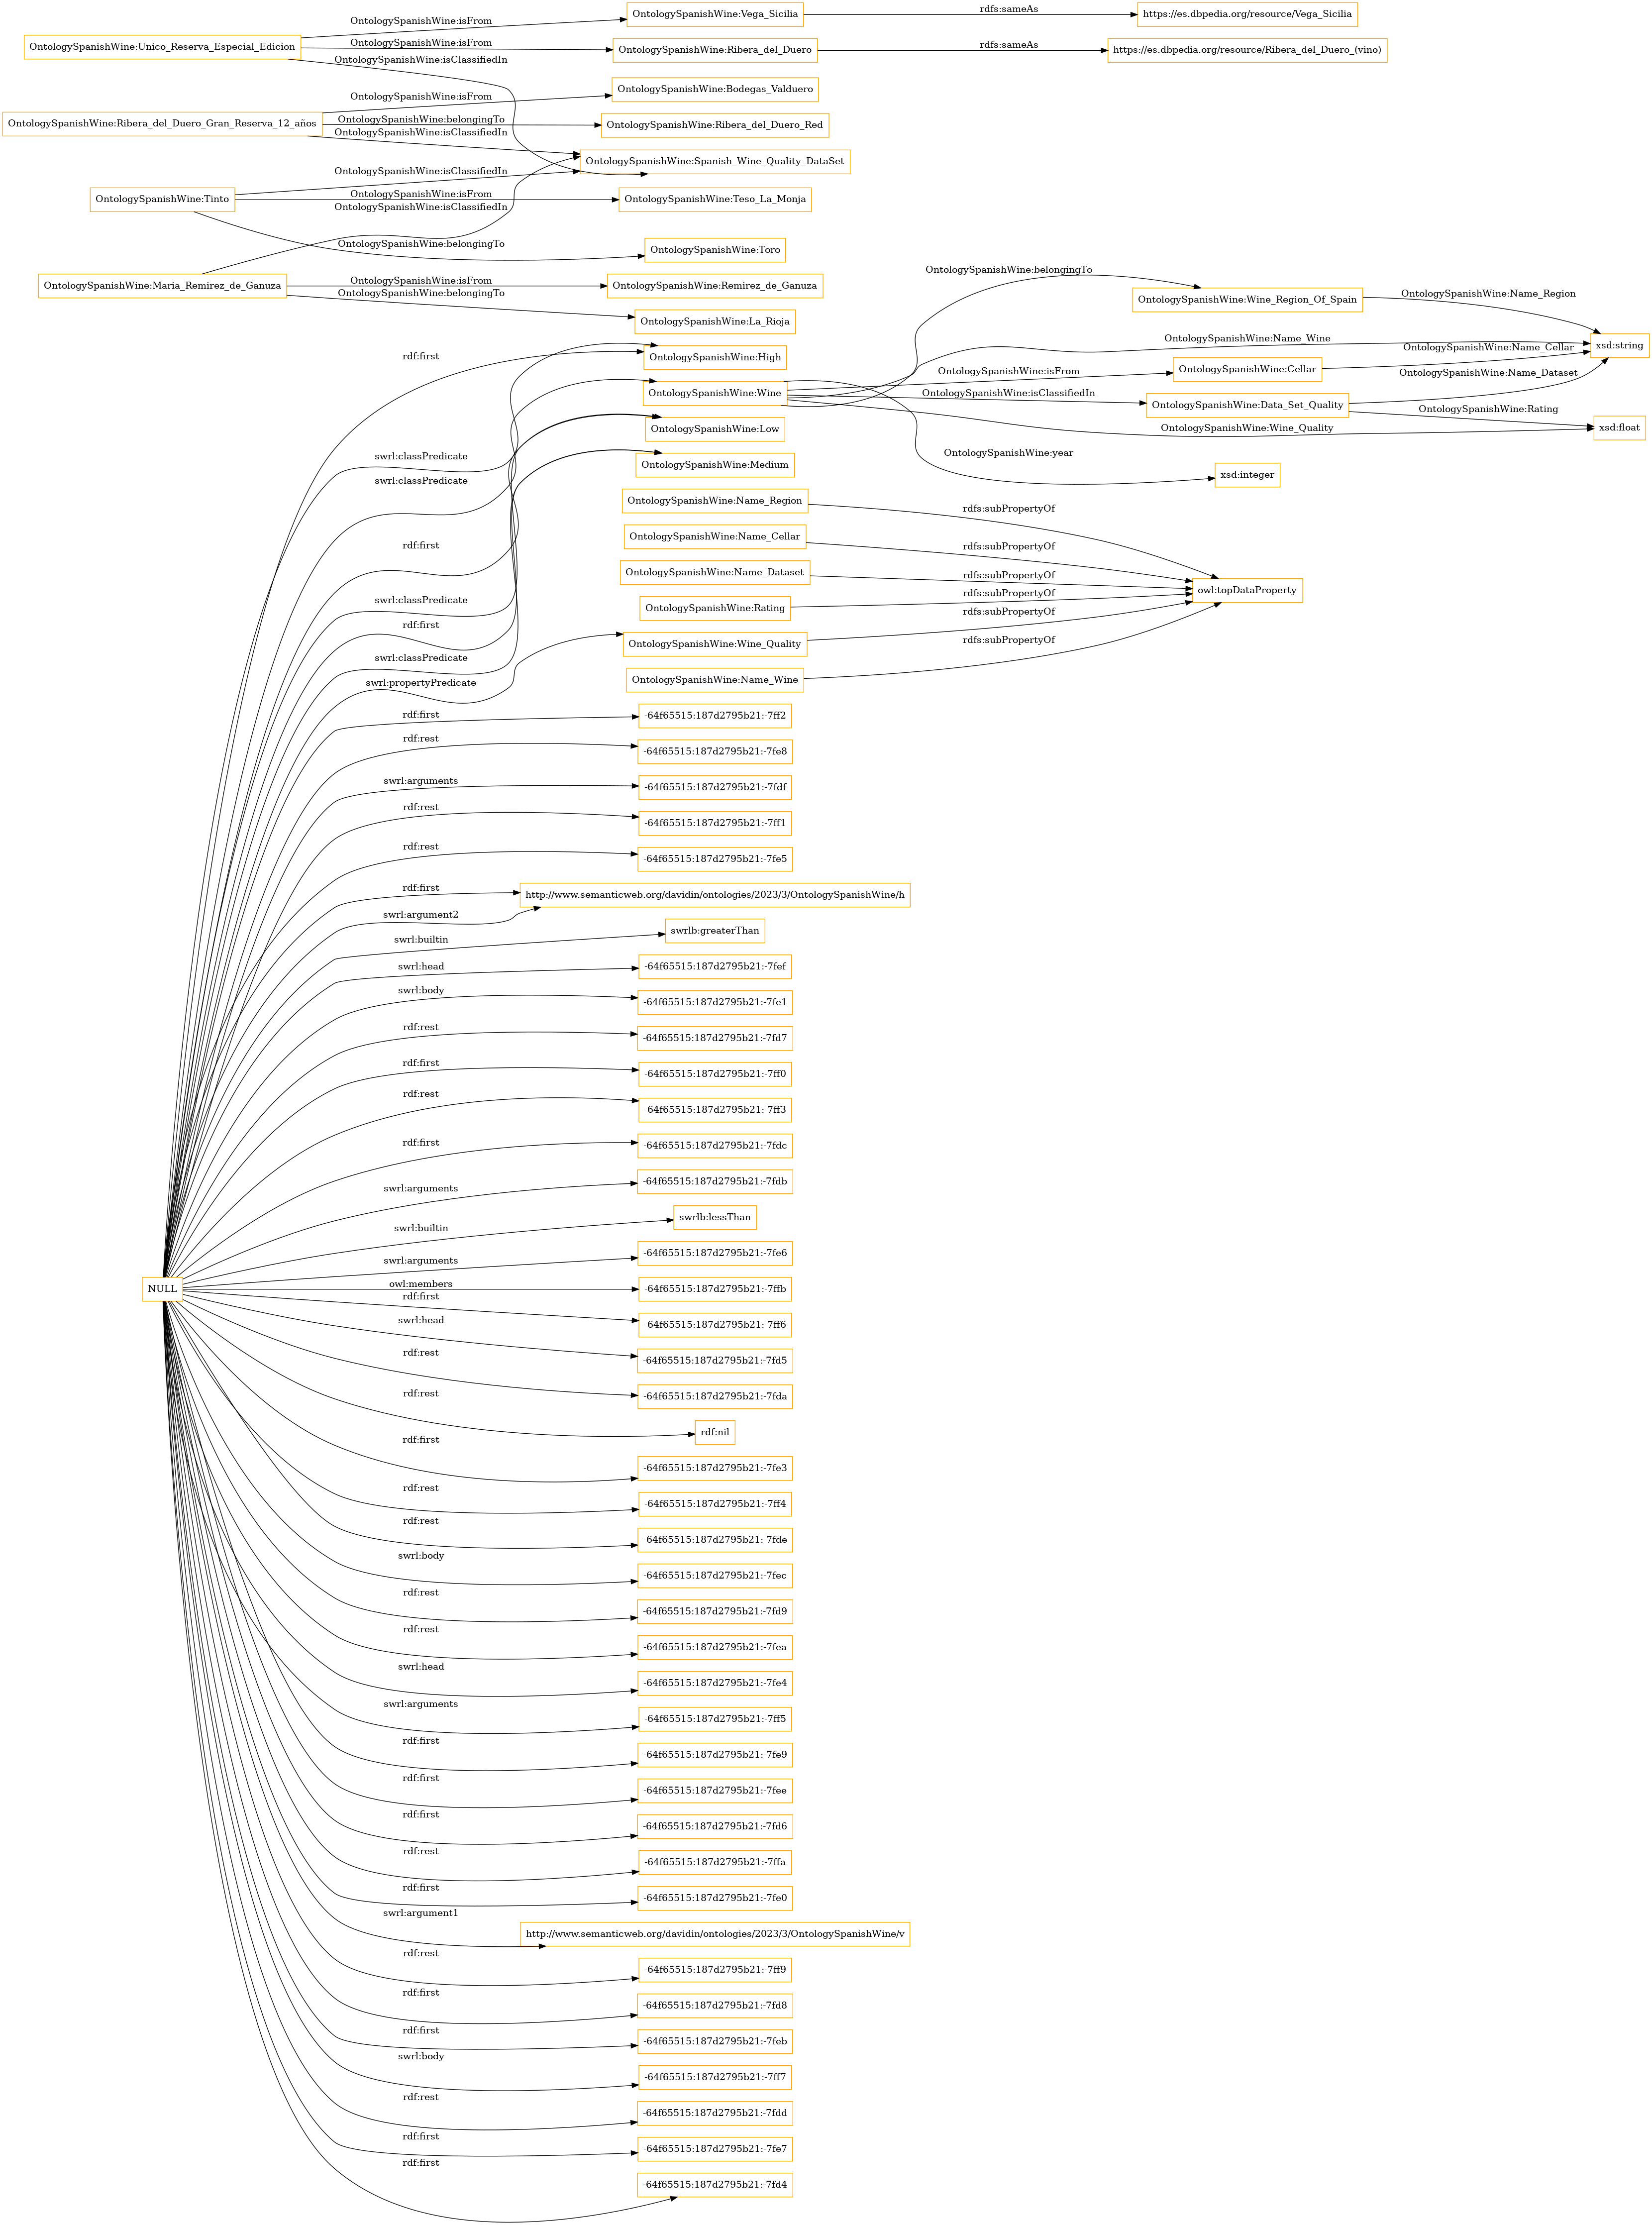 OntologySpanishWine:Unico_Reserva_Especial_Edicion
OntologySpanishWine:isFrom
OntologySpanishWine:Vega_Sicilia
rdfs:sameAs
https://es.dbpedia.org/resource/Vega_Sicilia
OntologySpanishWine:isFrom
OntologySpanishWine:Ribera_del_Duero
rdfs:sameAs
https://es.dbpedia.org/resource/Ribera_del_Duero_(vino)
OntologySpanishWine:isClassifiedIn
OntologySpanishWine:Ribera_del_Duero_Gran_Reserva_12_años
OntologySpanishWine:isFrom
OntologySpanishWine:Bodegas_Valduero
OntologySpanishWine:belongingTo
OntologySpanishWine:Ribera_del_Duero_Red
OntologySpanishWine:isClassifiedIn
OntologySpanishWine:Spanish_Wine_Quality_DataSet
OntologySpanishWine:Tinto
OntologySpanishWine:isClassifiedIn
OntologySpanishWine:isFrom
OntologySpanishWine:Teso_La_Monja
OntologySpanishWine:isClassifiedIn
OntologySpanishWine:belongingTo
OntologySpanishWine:Toro
OntologySpanishWine:Maria_Remirez_de_Ganuza
OntologySpanishWine:isFrom
OntologySpanishWine:Remirez_de_Ganuza
OntologySpanishWine:belongingTo
OntologySpanishWine:La_Rioja
OntologySpanishWine:belongingTo
OntologySpanishWine:Wine_Region_Of_Spain
OntologySpanishWine:Name_Region
xsd:string
rdf:first
OntologySpanishWine:High
OntologySpanishWine:Name_Wine
OntologySpanishWine:Name_Cellar
OntologySpanishWine:Wine
OntologySpanishWine:isFrom
OntologySpanishWine:Cellar
OntologySpanishWine:Name_Dataset
OntologySpanishWine:isClassifiedIn
OntologySpanishWine:Data_Set_Quality
OntologySpanishWine:Rating
OntologySpanishWine:Low
OntologySpanishWine:Wine_Quality
xsd:float
swrl:classPredicate
OntologySpanishWine:Medium
OntologySpanishWine:year
xsd:integer
swrl:classPredicate
OntologySpanishWine:Name_Region
rdfs:subPropertyOf
OntologySpanishWine:Name_Cellar
rdfs:subPropertyOf
rdf:first
OntologySpanishWine:Name_Dataset
rdfs:subPropertyOf
owl:topDataProperty
swrl:classPredicate
OntologySpanishWine:Rating
rdfs:subPropertyOf
rdf:first
OntologySpanishWine:Wine_Quality
rdfs:subPropertyOf
swrl:classPredicate
rdfs:subPropertyOf
swrl:propertyPredicate
OntologySpanishWine:Name_Wine
rdf:first
-64f65515:187d2795b21:-7ff2
rdf:rest
-64f65515:187d2795b21:-7fe8
swrl:arguments
-64f65515:187d2795b21:-7fdf
rdf:rest
-64f65515:187d2795b21:-7ff1
rdf:rest
-64f65515:187d2795b21:-7fe5
rdf:first
http://www.semanticweb.org/davidin/ontologies/2023/3/OntologySpanishWine/h
swrl:argument2
swrl:builtin
swrlb:greaterThan
swrl:head
-64f65515:187d2795b21:-7fef
swrl:body
-64f65515:187d2795b21:-7fe1
rdf:rest
-64f65515:187d2795b21:-7fd7
rdf:first
-64f65515:187d2795b21:-7ff0
rdf:rest
-64f65515:187d2795b21:-7ff3
rdf:first
-64f65515:187d2795b21:-7fdc
swrl:arguments
-64f65515:187d2795b21:-7fdb
swrl:builtin
swrlb:lessThan
swrl:arguments
-64f65515:187d2795b21:-7fe6
NULL
owl:members
-64f65515:187d2795b21:-7ffb
rdf:first
-64f65515:187d2795b21:-7ff6
swrl:head
-64f65515:187d2795b21:-7fd5
rdf:rest
-64f65515:187d2795b21:-7fda
rdf:rest
rdf:nil
rdf:first
-64f65515:187d2795b21:-7fe3
rdf:rest
-64f65515:187d2795b21:-7ff4
rdf:rest
-64f65515:187d2795b21:-7fde
swrl:body
-64f65515:187d2795b21:-7fec
rdf:rest
-64f65515:187d2795b21:-7fd9
rdf:rest
-64f65515:187d2795b21:-7fea
swrl:head
-64f65515:187d2795b21:-7fe4
swrl:arguments
-64f65515:187d2795b21:-7ff5
rdf:first
-64f65515:187d2795b21:-7fe9
rdf:first
-64f65515:187d2795b21:-7fee
rdf:first
-64f65515:187d2795b21:-7fd6
rdf:rest
-64f65515:187d2795b21:-7ffa
rdf:first
-64f65515:187d2795b21:-7fe0
swrl:argument1
http://www.semanticweb.org/davidin/ontologies/2023/3/OntologySpanishWine/v
rdf:rest
-64f65515:187d2795b21:-7ff9
rdf:first
-64f65515:187d2795b21:-7fd8
rdf:first
-64f65515:187d2795b21:-7feb
swrl:body
-64f65515:187d2795b21:-7ff7
rdf:rest
-64f65515:187d2795b21:-7fdd
rdf:first
-64f65515:187d2795b21:-7fe7
rdf:first
-64f65515:187d2795b21:-7fd4